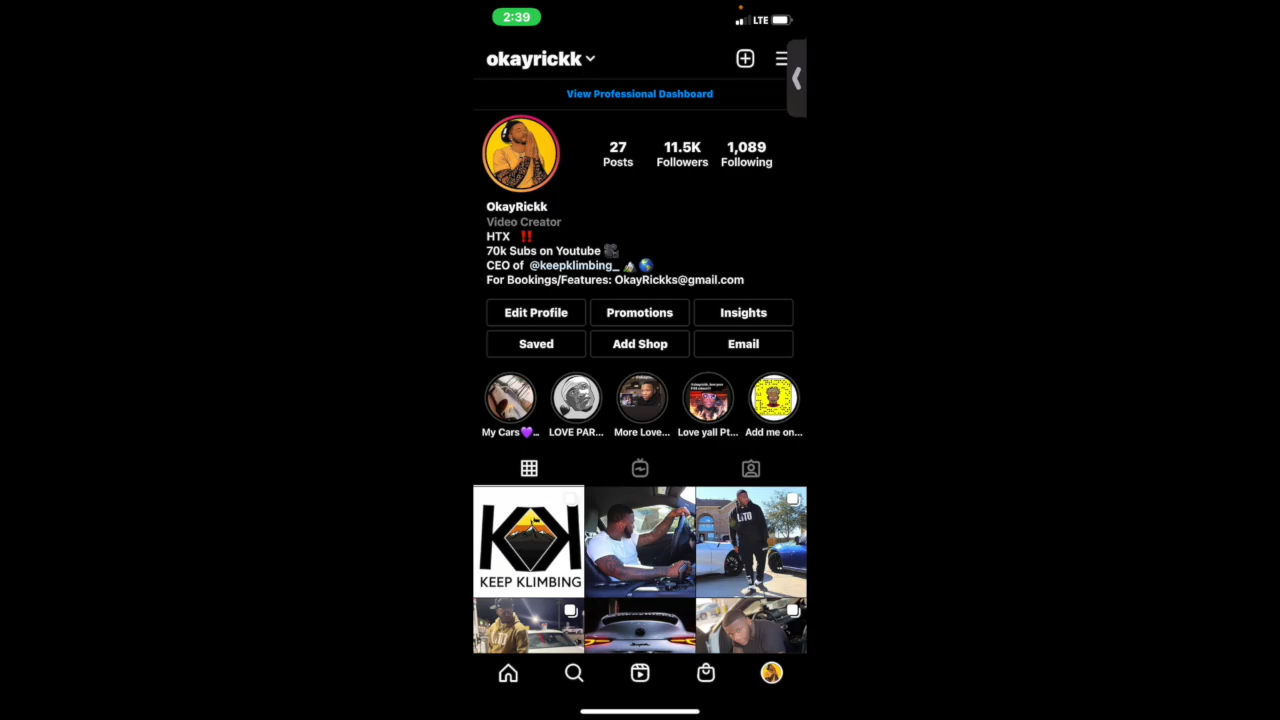 2:39
LTE
okayrickk
View Professional Dashboard
27
Posts
11.5K
Followers
1,089
Following
OkayRickk
Video Creator
HTX ‼️
70k Subs on Youtube
CEO of @keepklimbing_
For Bookings/Features: OkayRickks@gmail.com
Edit Profile
Promotions
Insights
Saved
Add Shop
Email
My Cars💜...
LOVE PAR...
More Love...
Love yall Pt...
Add me on...
KK
KEEP KLIMBING
LITO